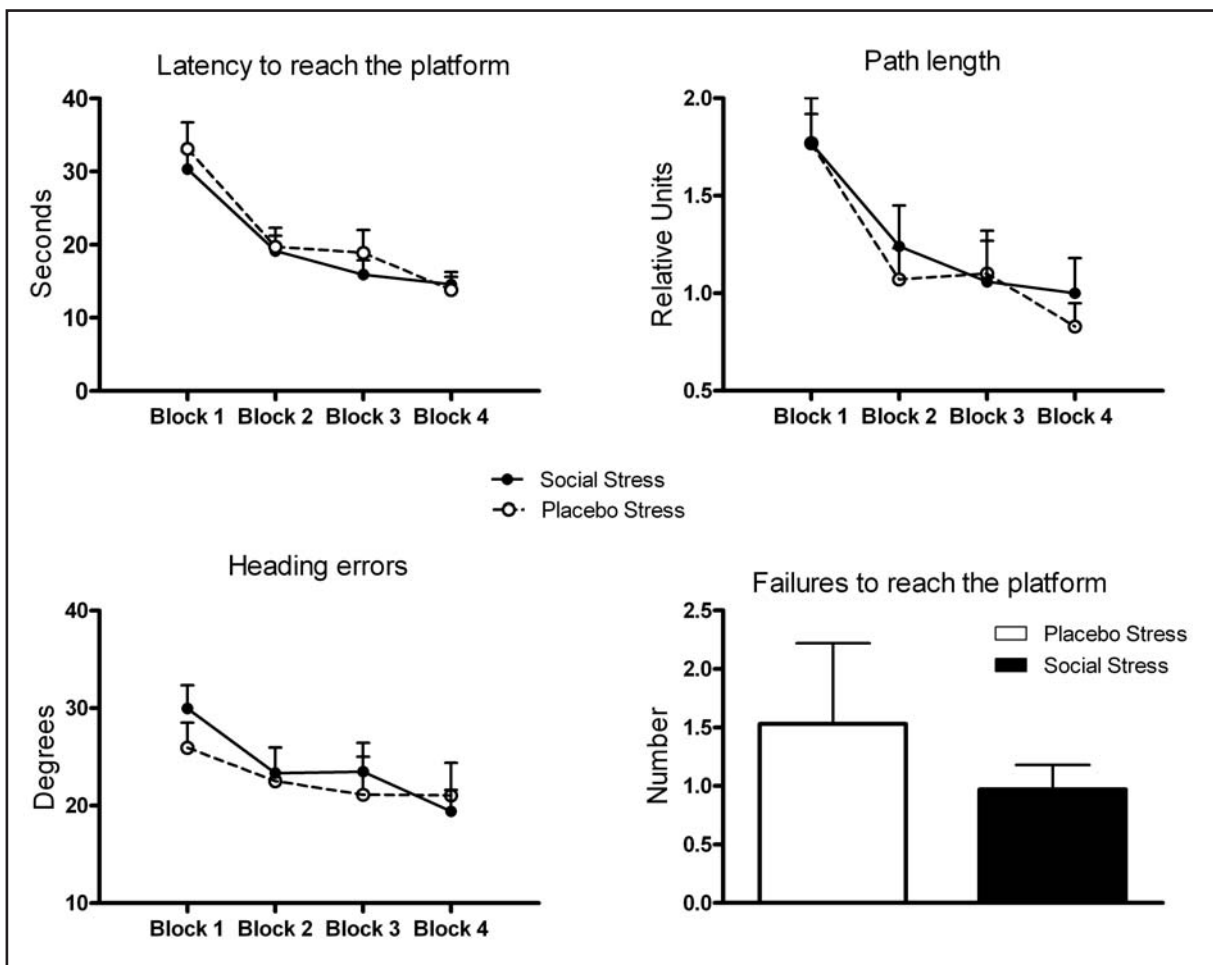 Latency to reach the platform
Seconds
40
30
20
10
0
Block 1 Block 2 Block 3 Block 4
Path length
Relative Units
2.0
1.5
1.0
0.5
Block 1 Block 2 Block 3 Block 4
Social Stress
Placebo Stress
Heading errors
Degrees
40
30
20
10
Block 1 Block 2 Block 3 Block 4
Failures to reach the platform
Number
2.5
2.0
1.5
1.0
0.5
0.0
Placebo Stress
Social Stress